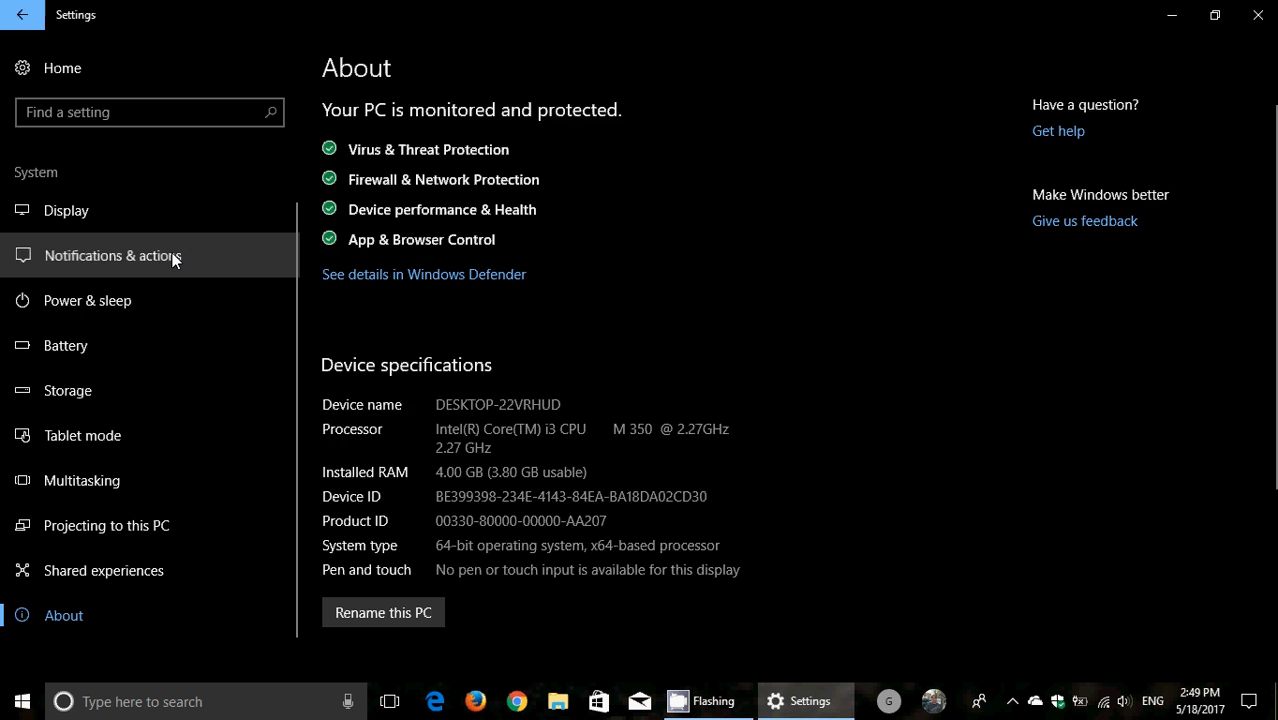 Settings
Home
Find a setting
System
Display
Notifications & actions
Power & sleep
Battery
Storage
Tablet mode
Multitasking
Projecting to this PC
Shared experiences
About
About
Your PC is monitored and protected.
Virus & Threat Protection
Firewall & Network Protection
Device performance & Health
App & Browser Control
See details in Windows Defender
Device specifications
Device name DESKTOP-22VRHUD
Processor Intel(R) Core(TM) i3 CPU M 350 @ 2.27GHz
2.27 GHz
Installed RAM 4.00 GB (3.80 GB usable)
Device ID BE399398-234E-4143-84EA-BA18DA02CD30
Product ID 00330-80000-00000-AA207
System type 64-bit operating system, x64-based processor
Pen and touch No pen or touch input is available for this display
Rename this PC
Have a question?
Get help
Make Windows better
Give us feedback
Type here to search
Flashing
Settings
G
ENG
2:49 PM
5/18/2017